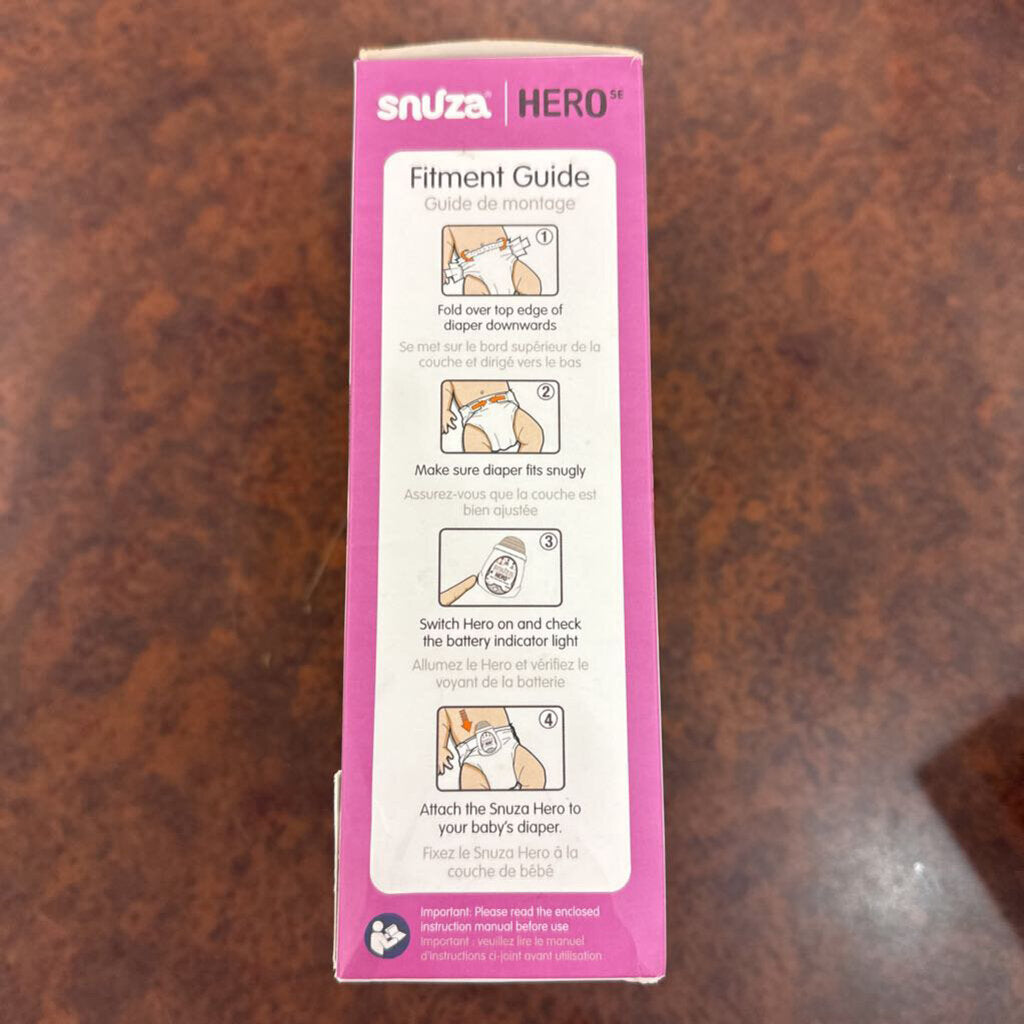 snuza® | HERO SE
Fitment Guide
Guide de montage
1
Fold over top edge of
diaper downwards
Se met sur le bord supérieur de la
couche et dirigé vers le bas
2
Make sure diaper fits snugly
Assurez-vous que la couche est
bien ajustée
3
snuza
HERO
Switch Hero on and check
the battery indicator light
Allumez le Hero et vérifiez le
voyant de la batterie
4
Attach the Snuza Hero to
your baby's diaper.
Fixez le Snuza Hero à la
couche de bébé
Important: Please read the enclosed
instruction manual before use
Important : veuillez lire le manuel
d'instructions ci-joint avant utilisation